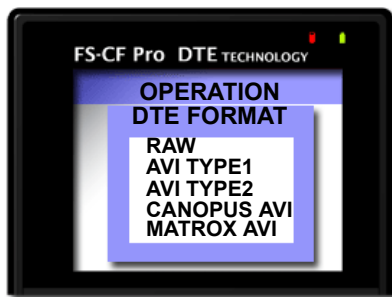 FS-CF Pro DTE TECHNOLOGY
OPERATION
DTE FORMAT
RAW
AVI TYPE1
AVI TYPE2
CANOPUS AVI
MATROX AVI